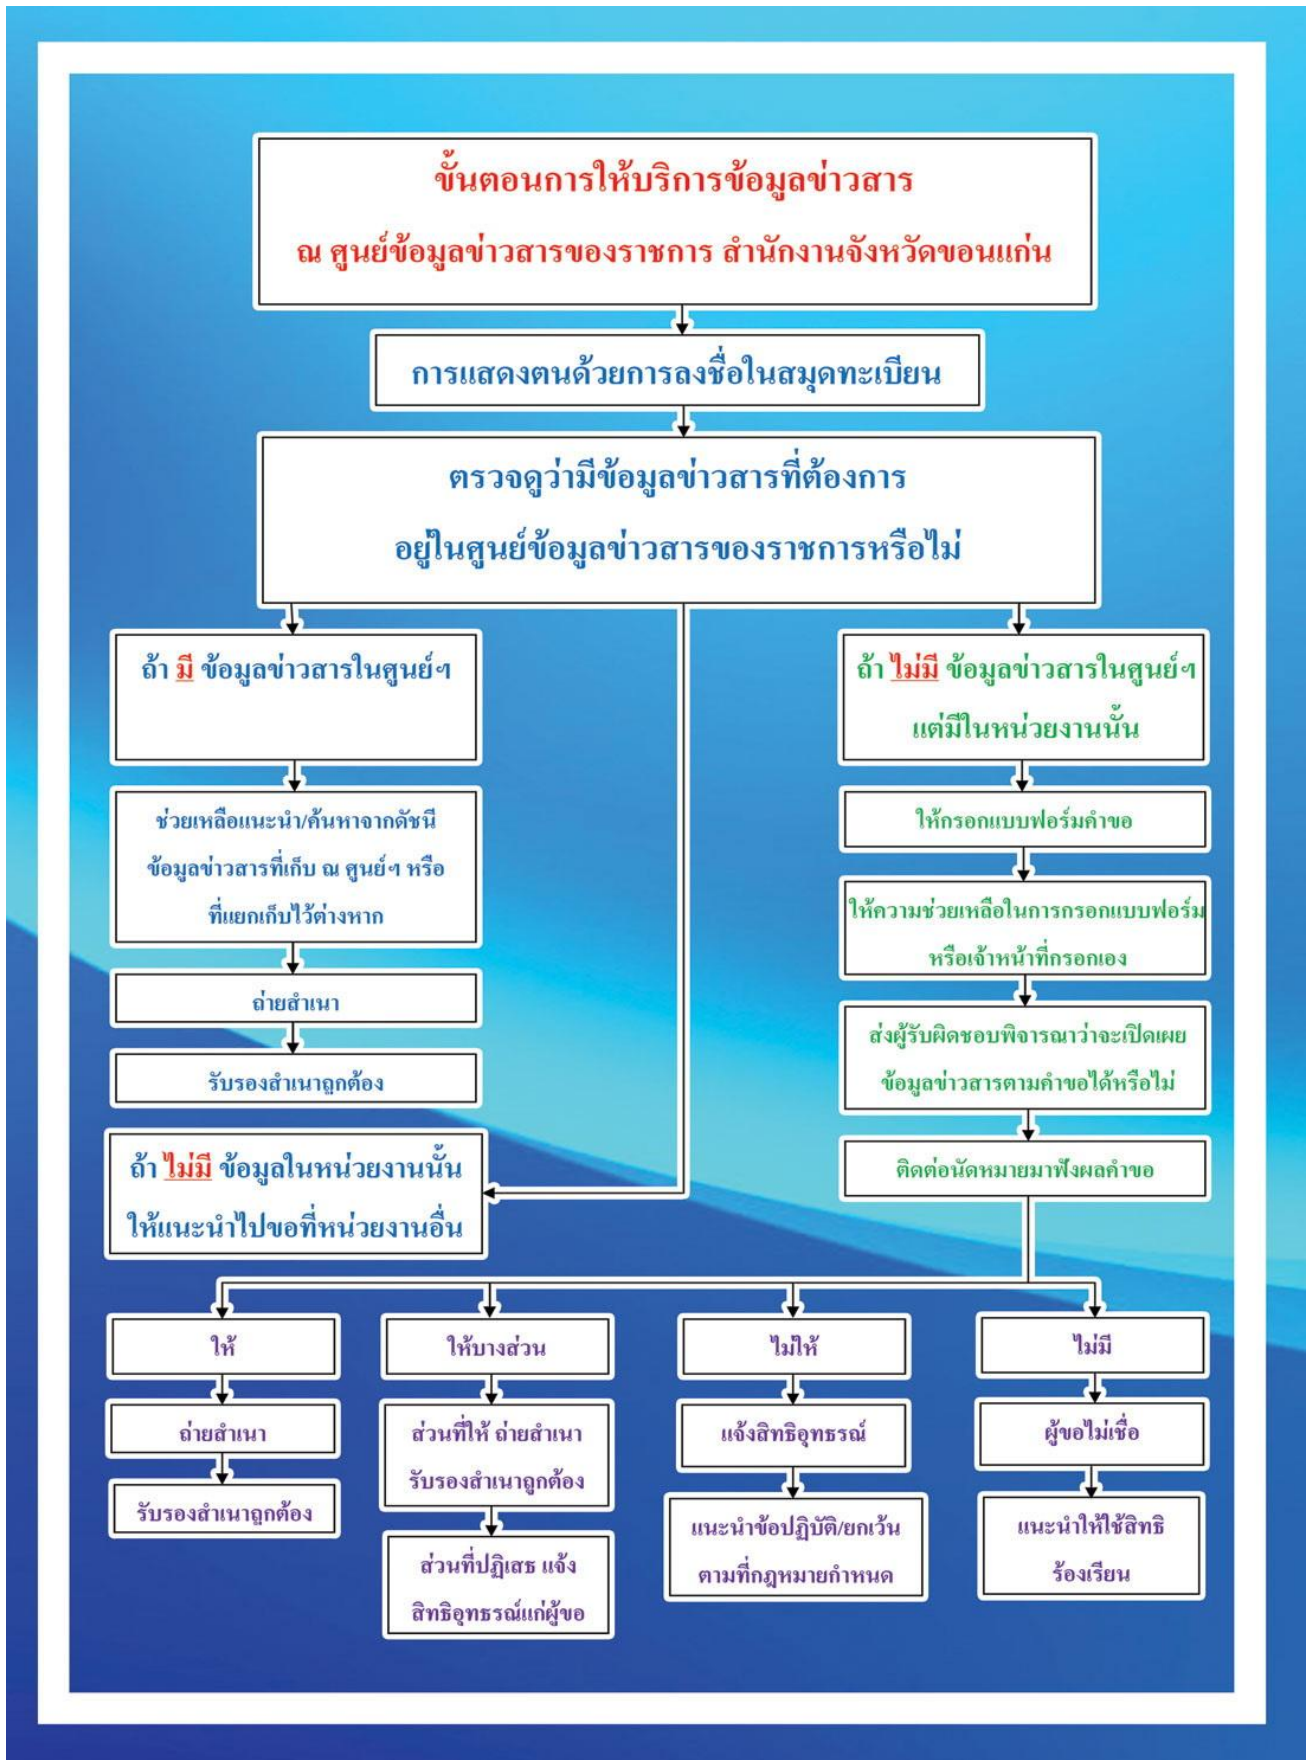 ขั้นตอนการให้บริการข้อมูลข่าวสาร
ณ ศูนย์ข้อมูลข่าวสารของราชการ สำนักงานจังหวัดขอนแก่น
การแสดงตนด้วยการลงชื่อในสมุดทะเบียน
ตรวจดูว่ามีข้อมูลข่าวสารที่ต้องการ
อยู่ในศูนย์ข้อมูลข่าวสารของราชการหรือไม่
ถ้า มี ข้อมูลข่าวสารในศูนย์ฯ
ช่วยเหลือแนะนำ/ค้นหาจากดัชนี
ข้อมูลข่าวสารที่เก็บ ณ ศูนย์ฯ หรือ
ที่แยกเก็บไว้ต่างหาก
ถ่ายสำเนา
รับรองสำเนาถูกต้อง
ถ้า ไม่มี ข้อมูลในหน่วยงานนั้น
ให้แนะนำไปขอที่หน่วยงานอื่น
ถ้า ไม่มี ข้อมูลข่าวสารในศูนย์ฯ
แต่มีในหน่วยงานนั้น
ให้กรอกแบบฟอร์มคำขอ
ให้ความช่วยเหลือในการกรอกแบบฟอร์ม
หรือเจ้าหน้าที่กรอกเอง
ส่งผู้รับผิดชอบพิจารณาว่าจะเปิดเผย
ข้อมูลข่าวสารตามคำขอได้หรือไม่
ติดต่อนัดหมายมาฟังผลคำขอ
ให้
ถ่ายสำเนา
รับรองสำเนาถูกต้อง
ให้บางส่วน
ส่วนที่ให้ ถ่ายสำเนา
รับรองสำเนาถูกต้อง
ส่วนที่ปฏิเสธ แจ้ง
สิทธิอุทธรณ์แก่ผู้ขอ
ไม่ให้
แจ้งสิทธิอุทธรณ์
แนะนำข้อปฏิบัติ/ยกเว้น
ตามที่กฎหมายกำหนด
ไม่มี
ผู้ขอไม่เชื่อ
แนะนำให้ใช้สิทธิ
ร้องเรียน